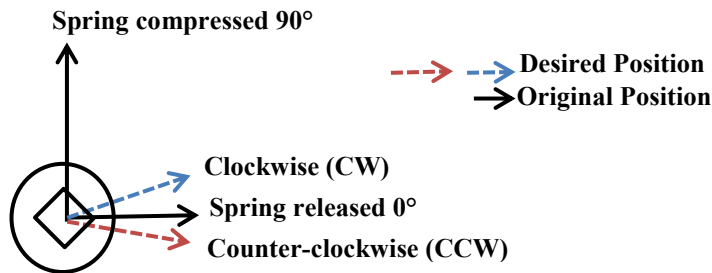 Spring compressed 90°
Desired Position
Original Position
Clockwise (CW)
Spring released 0°
Counter-clockwise (CCW)